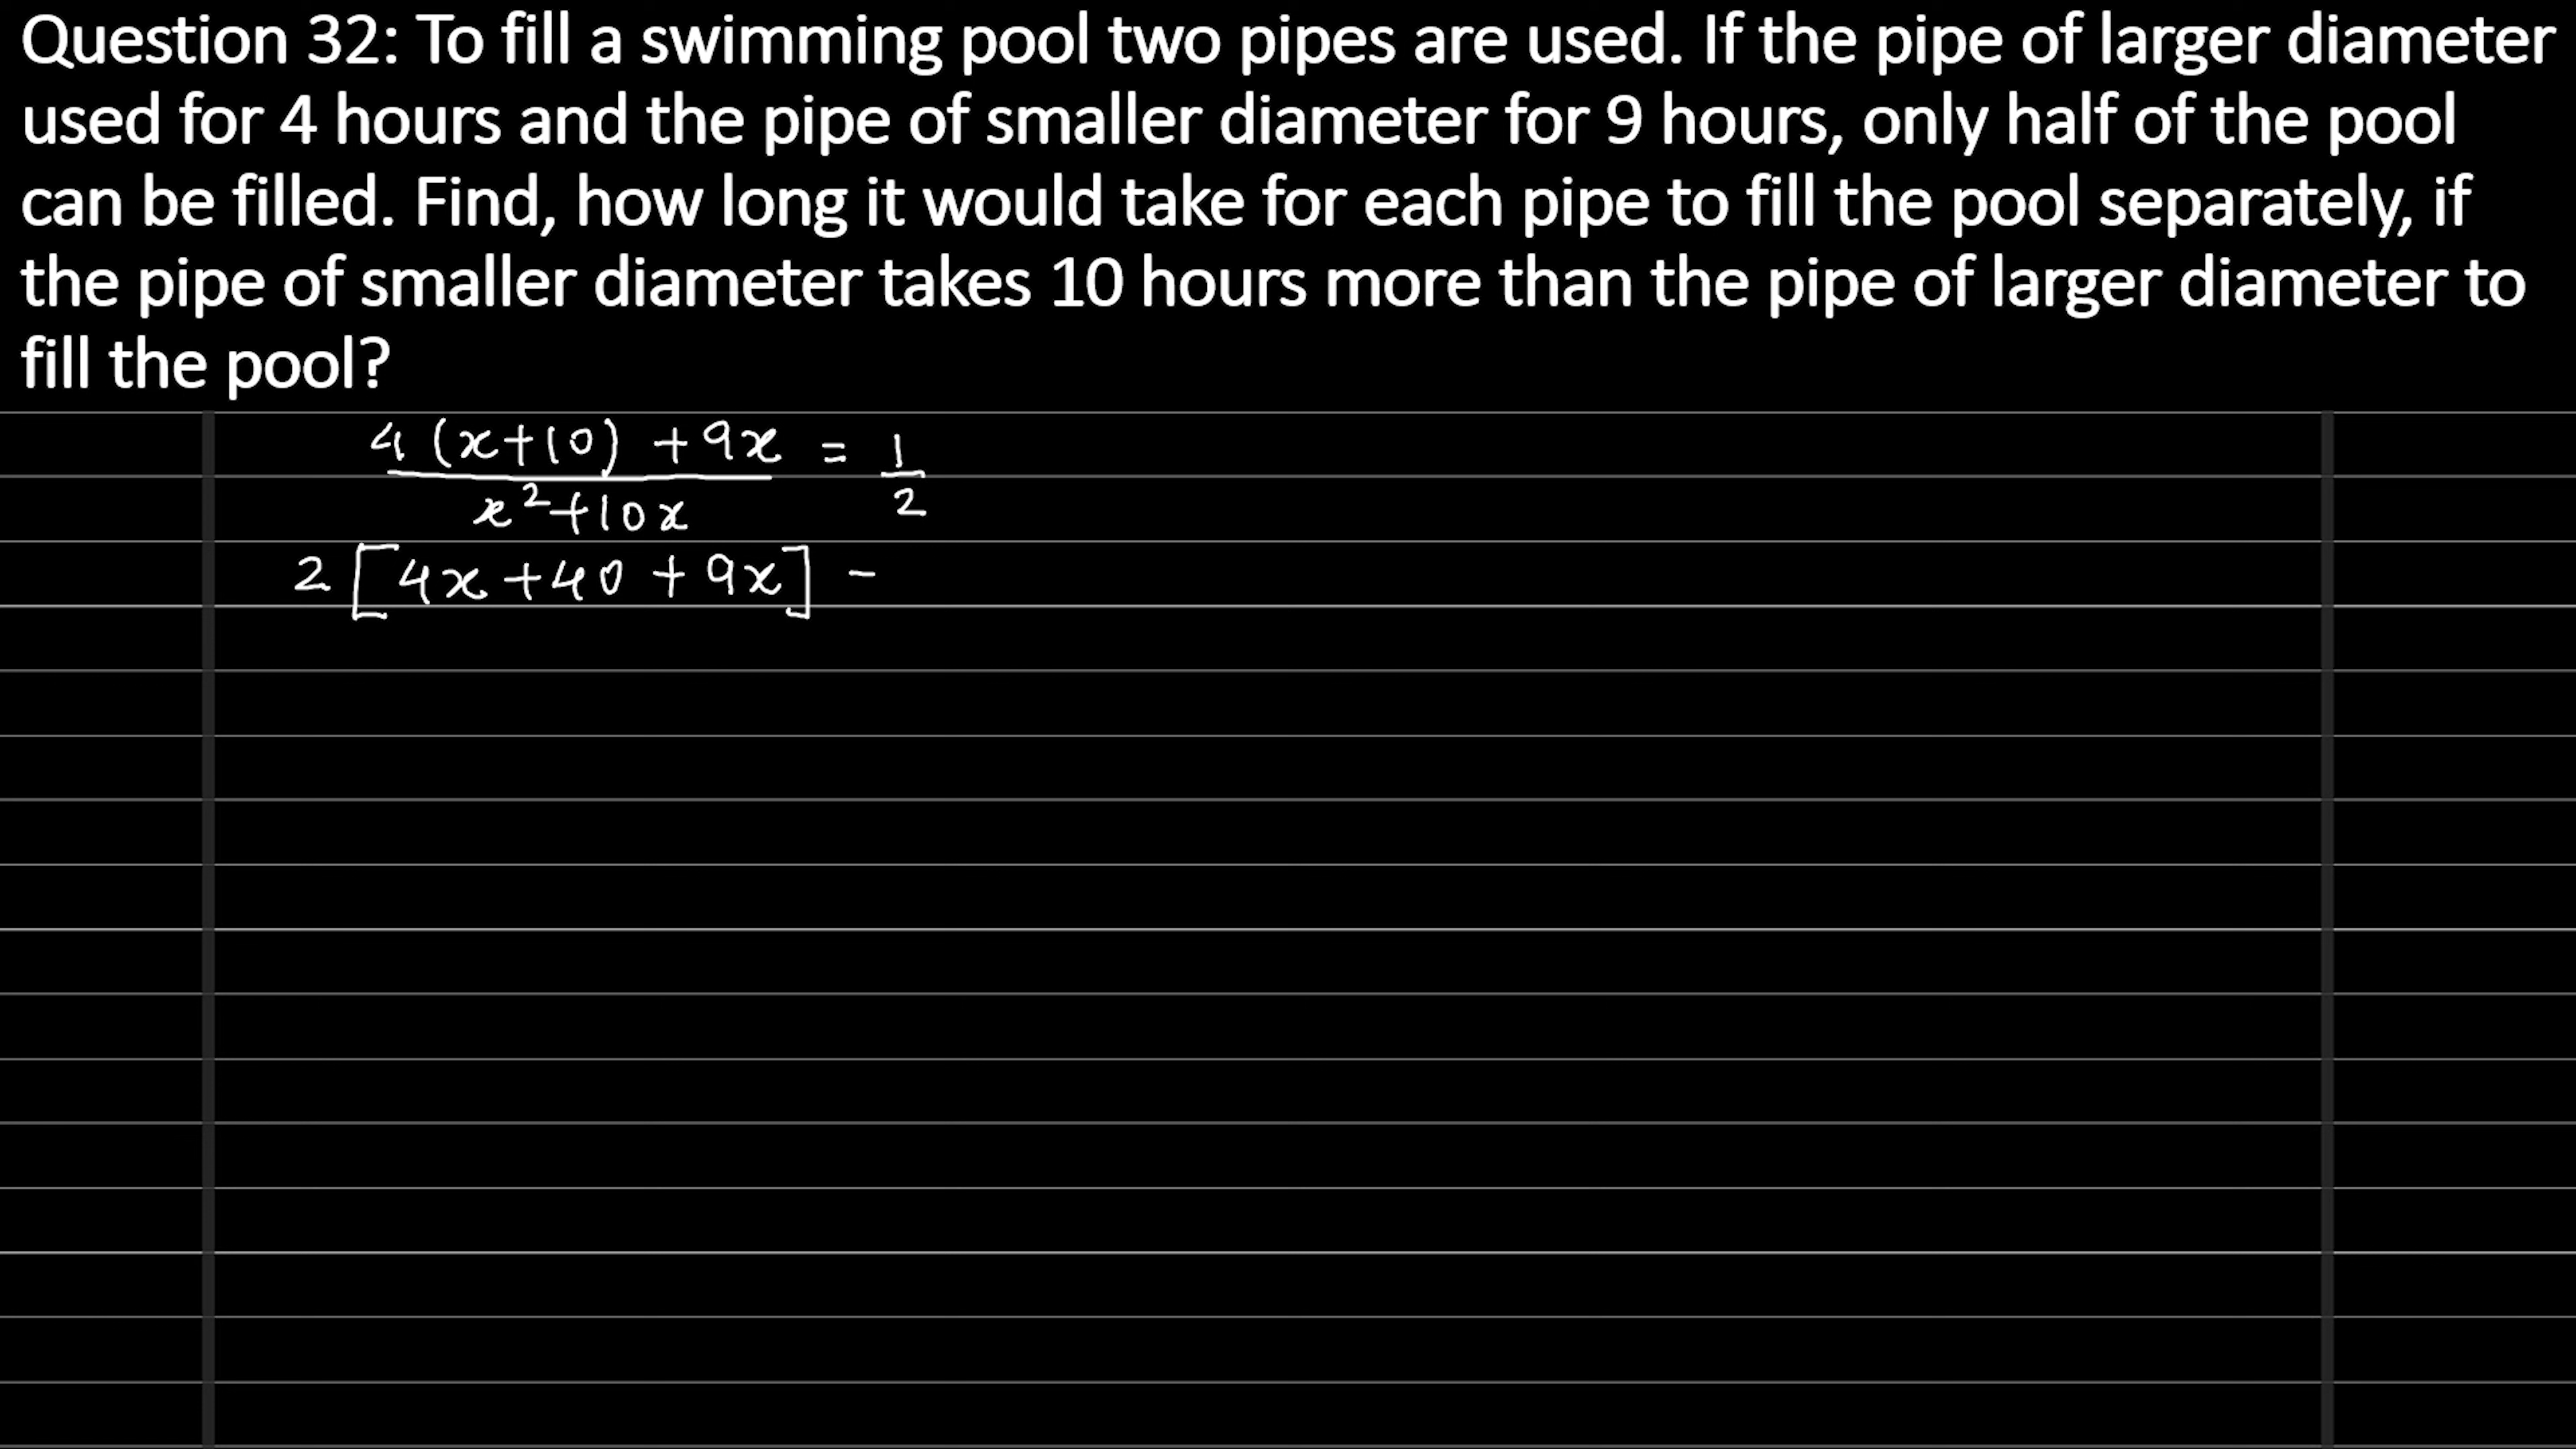 Question 32: To fill a swimming pool two pipes are used. If the pipe of larger diameter
used for 4 hours and the pipe of smaller diameter for 9 hours, only half of the pool
can be filled. Find, how long it would take for each pipe to fill the pool separately, if
the pipe of smaller diameter takes 10 hours more than the pipe of larger diameter to
fill the pool?
4 (x+10) + 9x = 1
x²+10x 2
2 [4x + 40 + 9x] -